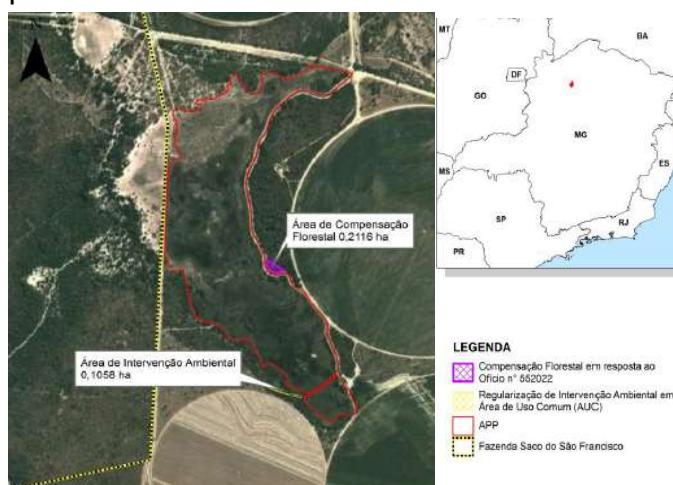 N
Área de Compensação
Florestal 0,2116 ha
Área de Intervenção Ambiental
0,1058 ha
MT
BA
DF
GO
MG
MS
ES
SP
RJ
PR
LEGENDA
Compensação Florestal em resposta ao
Ofício n° 552022
Regularização de Intervenção Ambiental em
Área de Uso Comum (AUC)
APP
Fazenda Saco do São Francisco